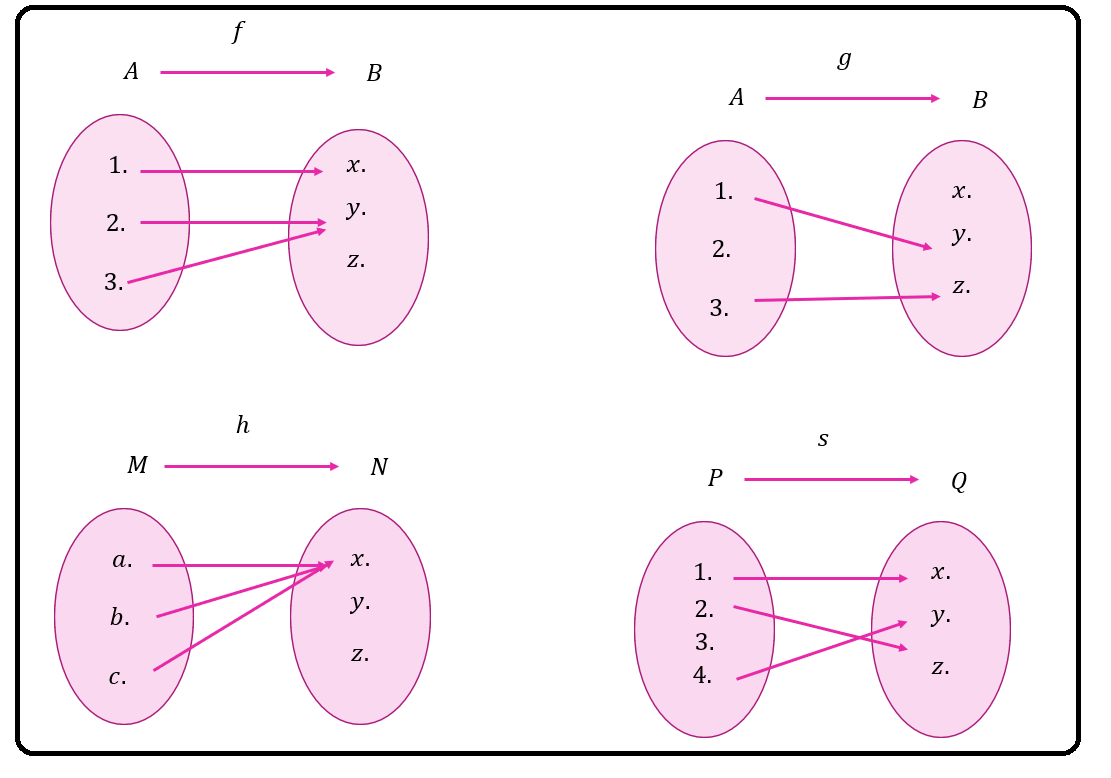 f
A B
1. x.
2. y.
3. z.
g
A B
1. x.
2. y.
3. z.
h
M N
a. x.
b. y.
c. z.
s
P Q
1. x.
2. y.
3.
4. z.